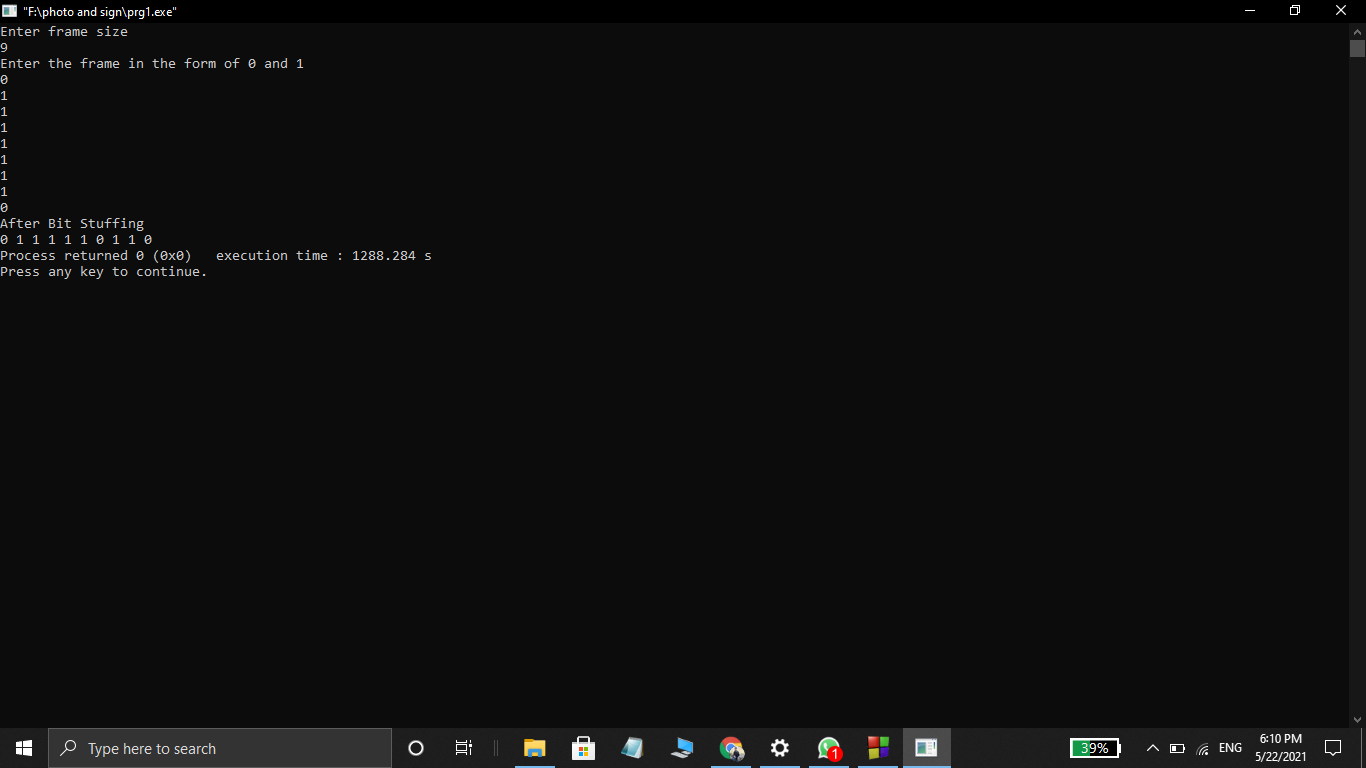 "F:\photo and sign\prg1.exe"
Enter frame size
9
Enter the frame in the form of 0 and 1
0
1
1
1
1
1
1
1
0
After Bit Stuffing
0 1 1 1 1 1 0 1 1 0
Process returned 0 (0x0)   execution time : 1288.284 s
Press any key to continue.
Type here to search
1
39%
ENG
6:10 PM
5/22/2021